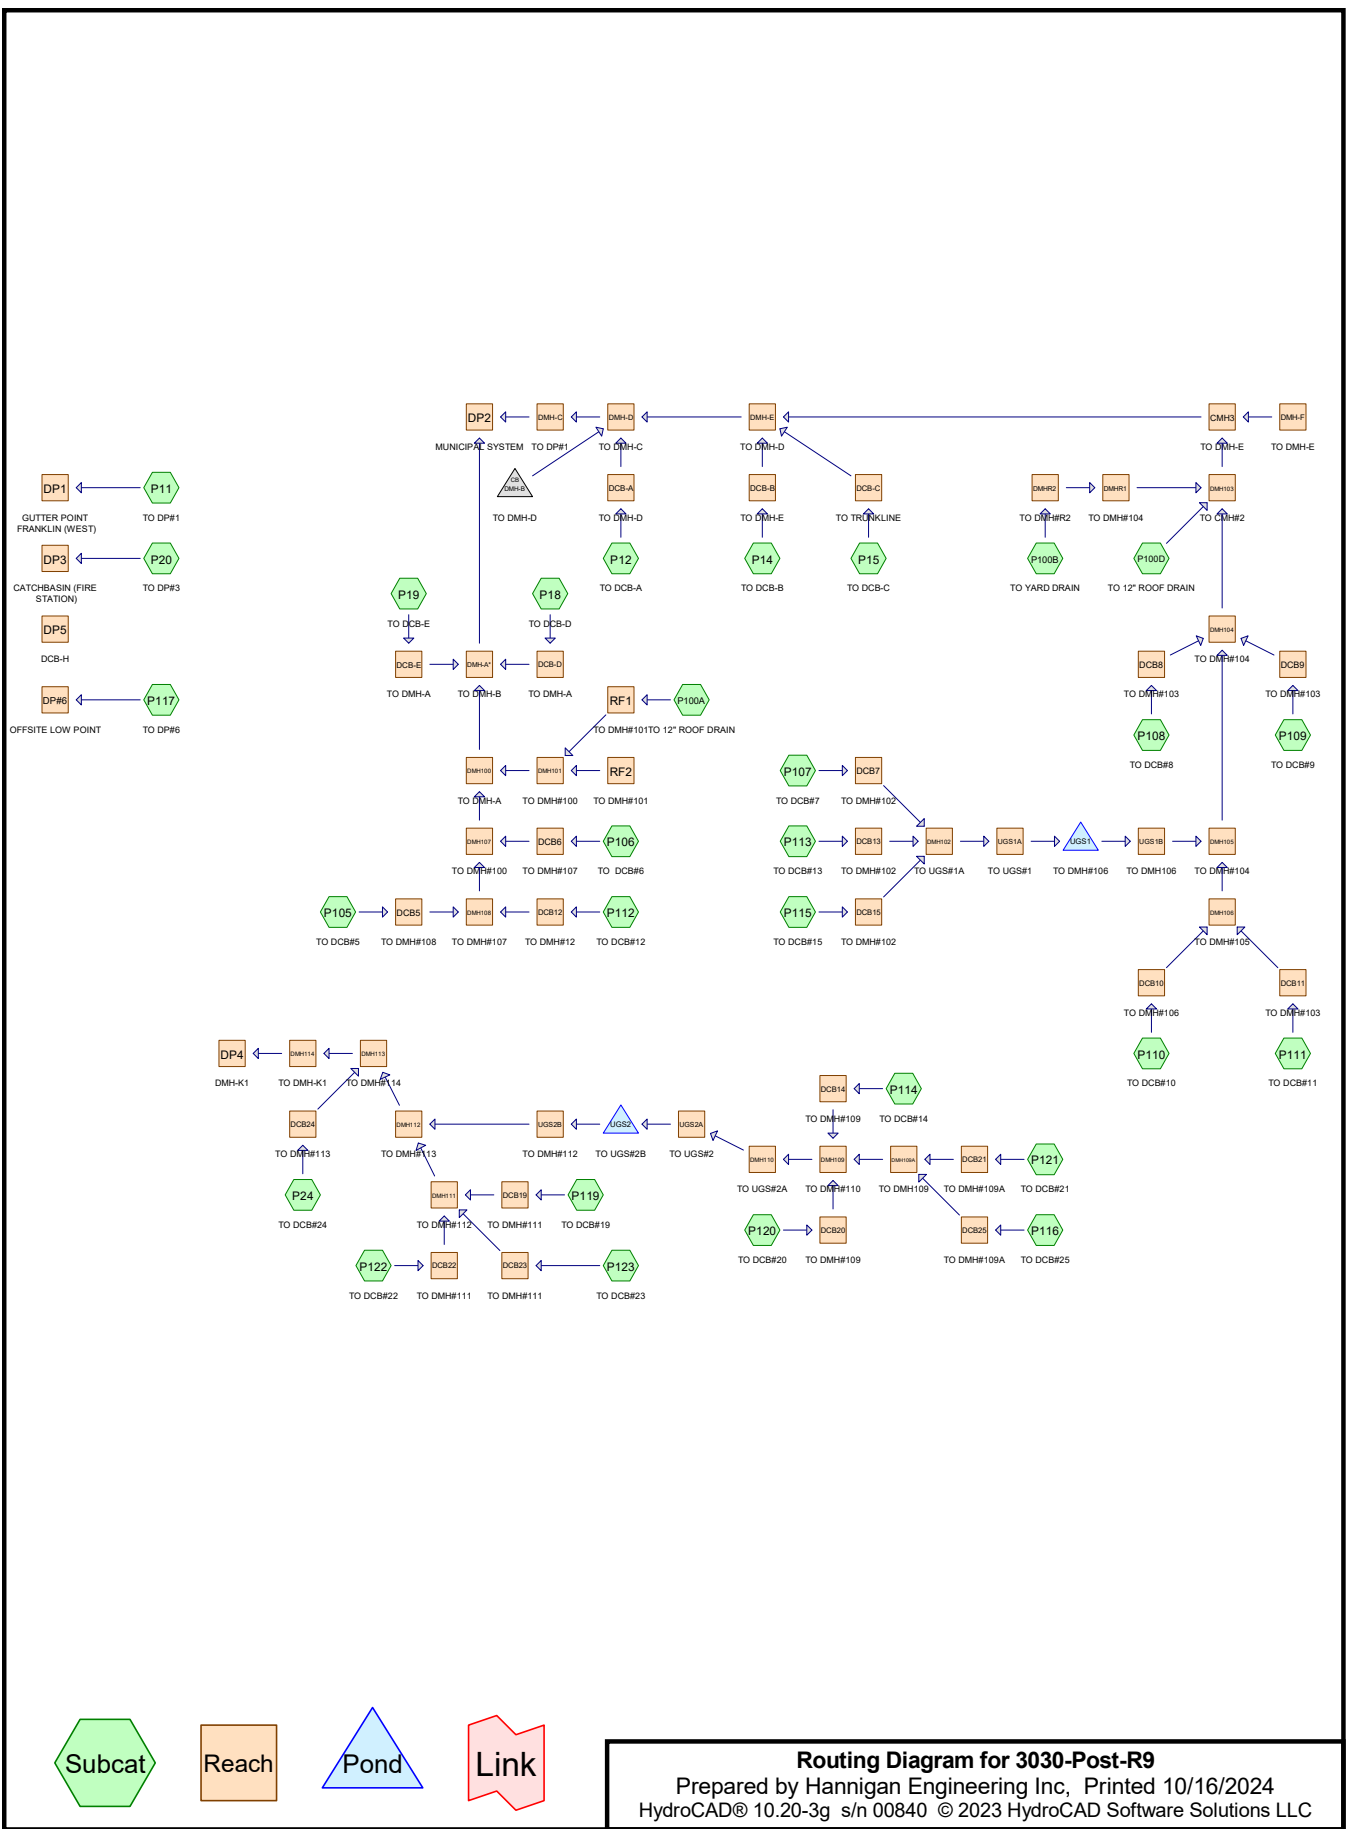 DP2
DMH-C
DMH-D
DMH-E
CMH3
DMH-F
MUNICIPAL SYSTEM
TO DP#1
TO DMH-C
TO DMH-D
TO DMH-E
TO DMH-E
DP1
P11
CB
DMH-B
DCB-A
DCB-B
DCB-C
DMHR2
DMHR1
DMH103
GUTTER POINT
FRANKLIN (WEST)
TO DP#1
TO DMH-D
TO DMH-D
TO DMH-E
TO TRUNKLINE
TO DMH#R2
TO DMH#104
TO CMH#2
DP3
P20
P12
P14
P15
P100B
P100D
CATCHBASIN (FIRE
STATION)
TO DP#3
TO DCB-A
TO DCB-B
TO DCB-C
TO YARD DRAIN
TO 12" ROOF DRAIN
P19
P18
TO DCB-E
TO DCB-D
DP5
DMH104
DCB-H
TO DMH#104
DCB-E
DMH-A*
DCB-D
DCB8
DCB9
TO DMH-A
TO DMH-B
TO DMH-A
TO DMH#103
TO DMH#103
DP#6
P117
RF1
P100A
OFFSITE LOW POINT
TO DP#6
TO DMH#101
TO 12" ROOF DRAIN
P108
P109
TO DCB#8
TO DCB#9
DMH100
DMH101
RF2
P107
DCB7
TO DMH-A
TO DMH#100
TO DMH#101
TO DCB#7
TO DMH#102
DMH107
DCB6
P106
P113
DCB13
DMH102
UGS1A
UGS1
UGS1B
DMH105
TO DMH#100
TO DMH#107
TO DCB#6
TO DCB#13
TO DMH#102
TO UGS#1A
TO UGS#1
TO DMH#106
TO DMH106
TO DMH#104
P105
DCB5
DMH108
DCB12
P112
P115
DCB15
DMH106
TO DCB#5
TO DMH#108
TO DMH#107
TO DMH#12
TO DCB#12
TO DCB#15
TO DMH#102
TO DMH#105
DCB10
DCB11
TO DMH#106
TO DMH#103
DP4
DMH114
DMH113
P110
P111
DMH-K1
TO DMH-K1
TO DMH#114
TO DCB#10
TO DCB#11
DCB14
P114
TO DMH#109
TO DCB#14
DCB24
DMH112
UGS2B
UGS2
UGS2A
TO DMH#113
TO DMH#113
TO DMH#112
TO UGS#2B
TO UGS#2
DMH110
DMH109
DMH109A
DCB21
P121
TO UGS#2A
TO DMH#110
TO DMH109
TO DMH#109A
TO DCB#21
P24
DMH111
DCB19
P119
TO DCB#24
TO DMH#112
TO DMH#111
TO DCB#19
P120
DCB20
DCB25
P116
TO DCB#20
TO DMH#109
TO DMH#109A
TO DCB#25
P122
DCB22
DCB23
P123
TO DCB#22
TO DMH#111
TO DMH#111
TO DCB#23
Subcat
Reach
Pond
Link
Routing Diagram for 3030-Post-R9
Prepared by Hannigan Engineering Inc, Printed 10/16/2024
HydroCAD® 10.20-3g s/n 00840 © 2023 HydroCAD Software Solutions LLC